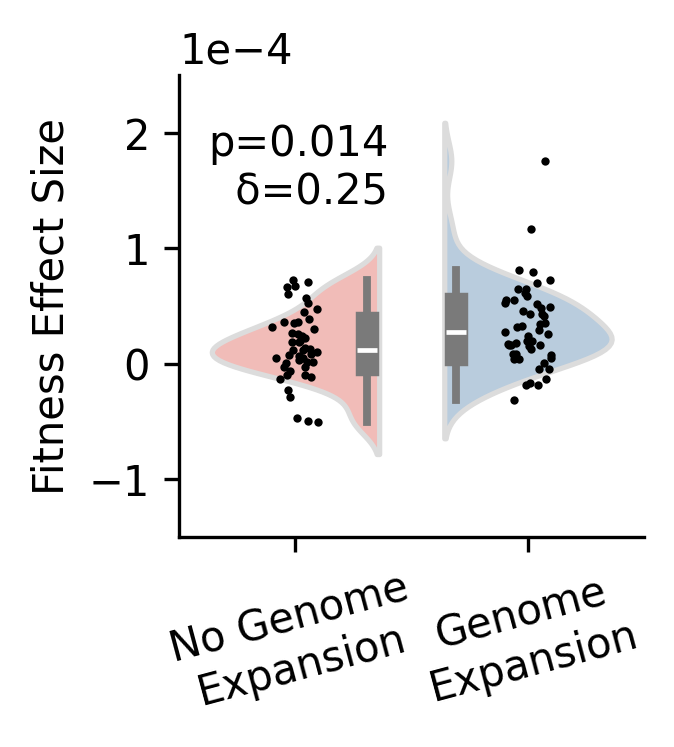 1e−4
Fitness Effect Size
2
1
0
−1
p=0.014
δ=0.25
No Genome
Expansion
Genome
Expansion